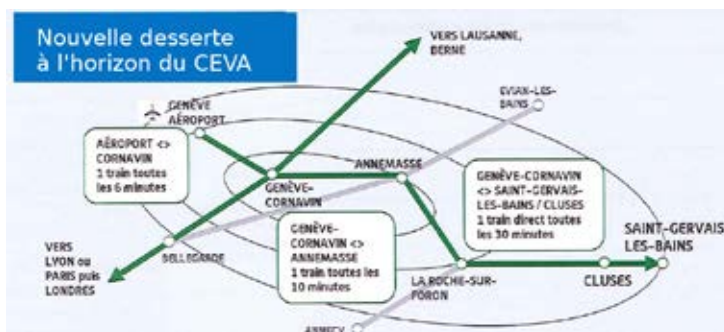 Nouvelle desserte
à l'horizon du CEVA
VERS LAUSANNE,
BERNE
EVIAN-LES-
BAINS
GENÈVE
AÉROPORT
AÉROPORT <>
CORNAVIN
1 train toutes
les 6 minutes
ANNEMASSE
GENÈVE-
CORNAVIN
GENÈVE-CORNAVIN
<> SAINT-GERVAIS-
LES-BAINS / CLUSES
1 train direct toutes
les 30 minutes
SAINT-GERVAIS
LES-BAINS
GENÈVE-
CORNAVIN <>
ANNEMASSE
1 train toutes les
10 minutes
VERS
LYON ou
PARIS puis
LONDRES
BELLEGARDE
LA ROCHE-SUR-
FORON
CLUSES
ANNECY